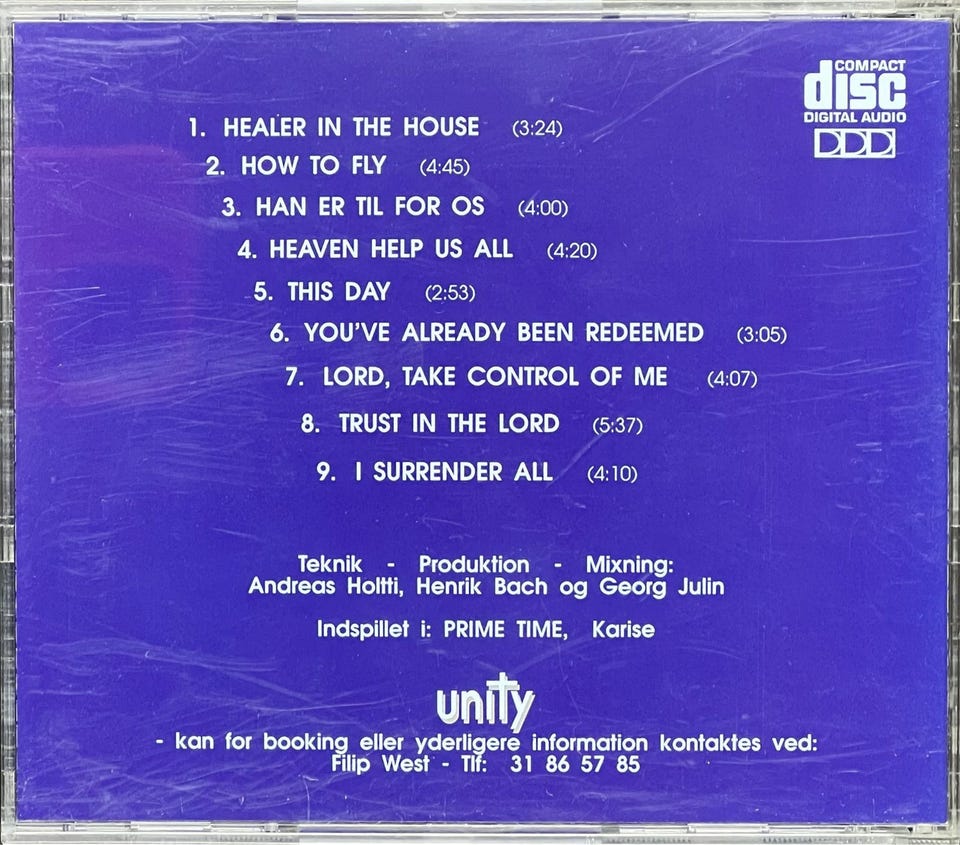 COMPACT
disc
DIGITAL AUDIO
DDD
1. HEALER IN THE HOUSE (3:24)
2. HOW TO FLY (4:45)
3. HAN ER TIL FOR OS (4:00)
4. HEAVEN HELP US ALL (4:20)
5. THIS DAY (2:53)
6. YOU'VE ALREADY BEEN REDEEMED (3:05)
7. LORD, TAKE CONTROL OF ME (4:07)
8. TRUST IN THE LORD (5:37)
9. I SURRENDER ALL (4:10)
Teknik - Produktion - Mixning:
Andreas Holtti, Henrik Bach og Georg Julin
Indspillet i: PRIME TIME, Karise
unity
- kan for booking eller yderligere information kontaktes ved:
Filip West - Tlf: 31 86 57 85